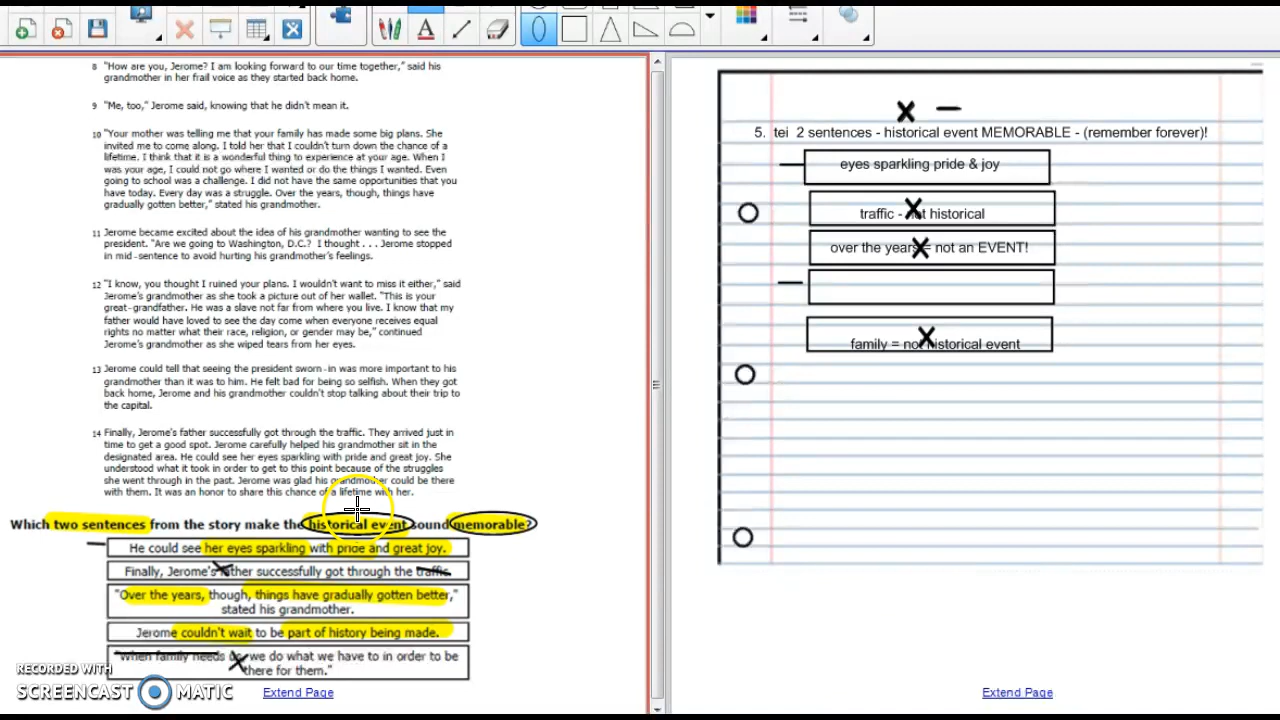 8 "How are you, Jerome? I am looking forward to our time together," said his
grandmother in her frail voice as they started back home.
9 "Me, too," Jerome said, knowing that he didn't mean it.
10 "Your mother was telling me that your family has made some big plans. She
invited me to come along. I told her that I couldn't turn down the chance of a
lifetime. I think that it is a wonderful thing to experience at your age. When I
was your age, I could not go where I wanted or do the things I wanted. Even
going to school was a challenge. I did not have the same opportunities that you
have today. Every day was a struggle. Over the years, though, things have
gradually gotten better," stated his grandmother.
11 Jerome became excited about the idea of his grandmother wanting to see the
president. "Are we going to Washington, D.C.? I thought . . . Jerome stopped
in mid-sentence to avoid hurting his grandmother's feelings.
12 "I know, you thought I ruined your plans. I wouldn't want to miss it either," said
Jerome's grandmother as she took a picture out of her wallet. "This is your
great-grandfather. He was a slave not far from where you live. I know that my
father would have loved to see the day come when everyone receives equal
rights no matter what their race, religion, or gender may be," continued
Jerome's grandmother as she wiped tears from her eyes.
13 Jerome could tell that seeing the president sworn-in was more important to his
grandmother than it was to him. He felt bad for being so selfish. When they got
back home, Jerome and his grandmother couldn't stop talking about their trip to
the capital.
14 Finally, Jerome's father successfully got through the traffic. They arrived just in
time to get a good spot. Jerome carefully helped his grandmother sit in the
designated area. He could see her eyes sparkling with pride and great joy. She
understood what it took in order to get to this point because of the struggles
she went through in the past. Jerome was glad his grandmother could be there
with them. It was an honor to share this chance of a lifetime with her.
Which two sentences from the story make the historical event sound memorable?
He could see her eyes sparkling with pride and great joy.
Finally, Jerome's father successfully got through the traffic.
"Over the years, though, things have gradually gotten better,"
stated his grandmother.
Jerome couldn't wait to be part of history being made.
"When family needs us, we do what we have to in order to be
there for them."
Extend Page
RECORDED WITH
SCREENCAST MATIC
5. tei 2 sentences - historical event MEMORABLE - (remember forever)!
eyes sparkling pride & joy
traffic - not historical
over the years = not an EVENT!
family = not historical event
Extend Page